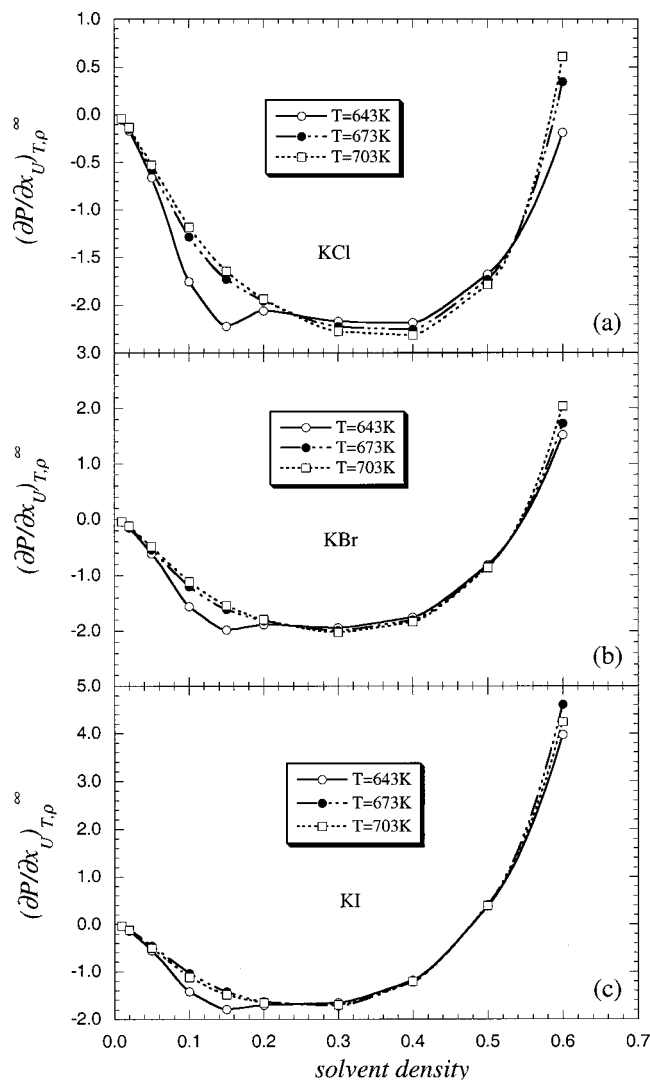 1.0
0.5
0.0
-0.5
-1.0
-1.5
-2.0
(∂P/∂x_U)_{T,ρ}^∞
T=643K
T=673K
T=703K
KCl
(a)
3.0
2.0
1.0
0.0
-1.0
-2.0
(∂P/∂x_U)_{T,ρ}^∞
T=643K
T=673K
T=703K
KBr
(b)
5.0
4.0
3.0
2.0
1.0
0.0
-1.0
-2.0
(∂P/∂x_U)_{T,ρ}^∞
T=643K
T=673K
T=703K
KI
(c)
0.0 0.1 0.2 0.3 0.4 0.5 0.6 0.7
solvent density